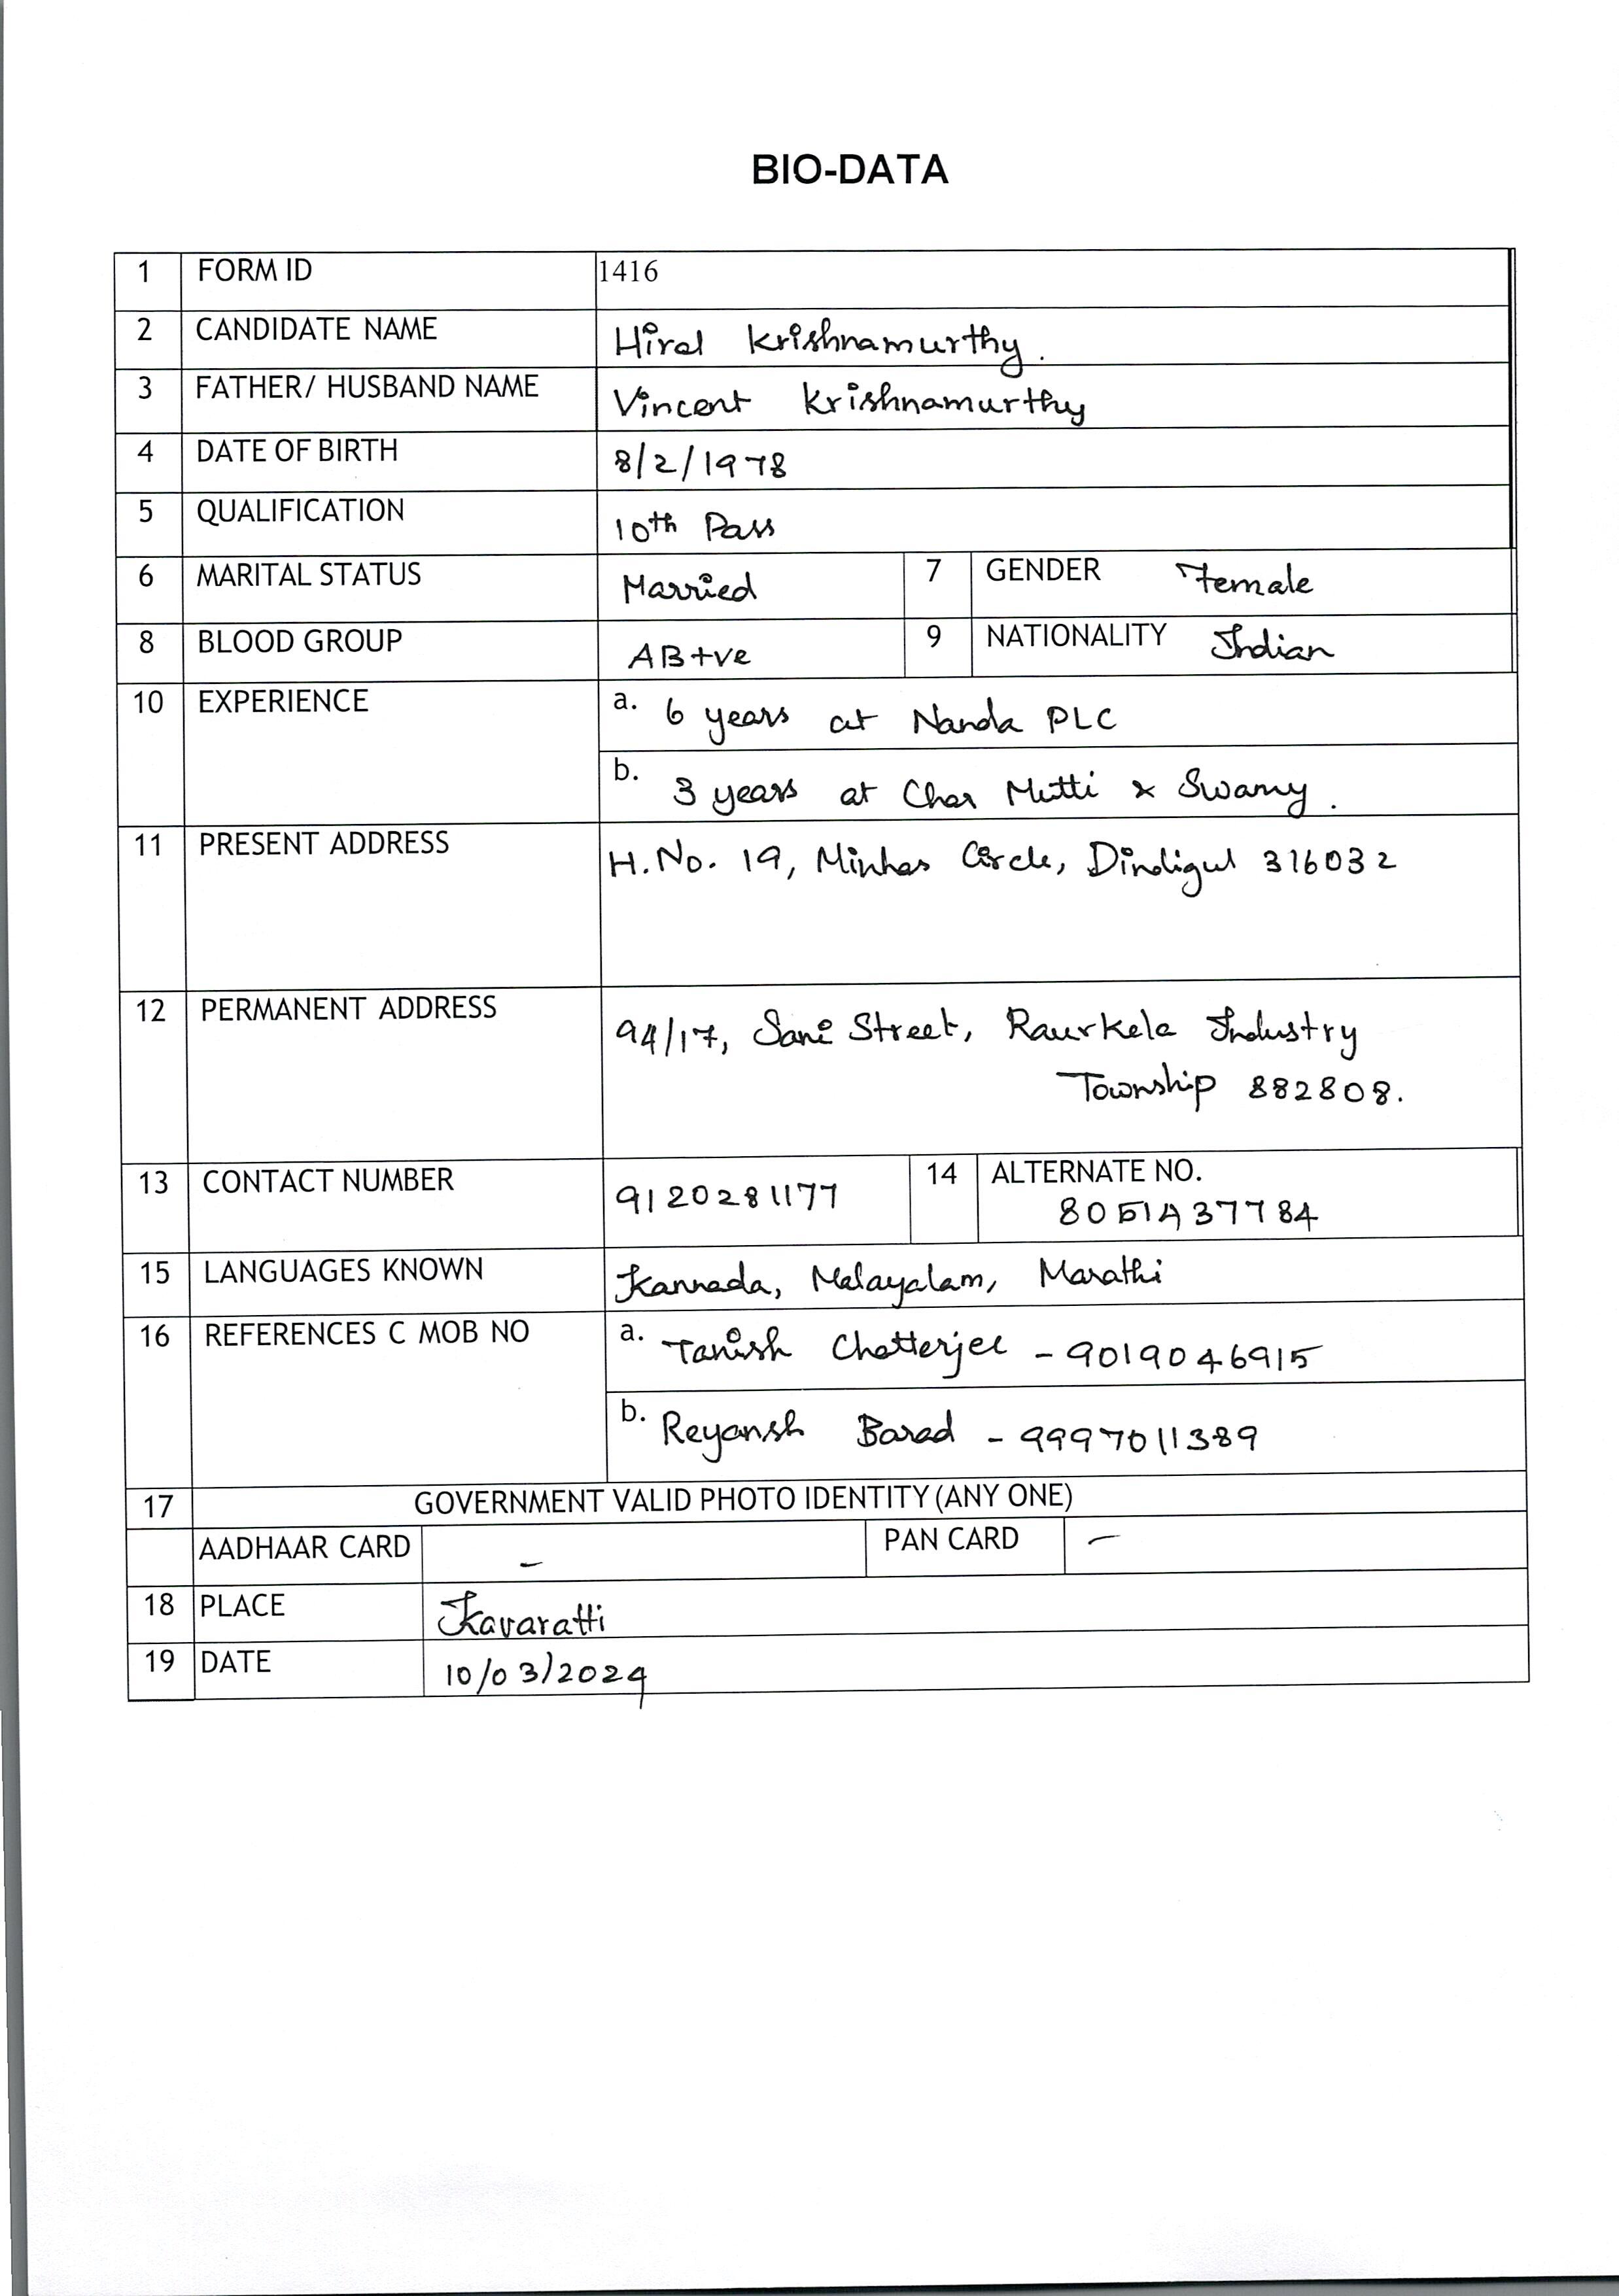 BIO-DATA
1 FORM ID 1416
2 CANDIDATE NAME Hiral Krishnamurthy.
3 FATHER/ HUSBAND NAME Vincent Krishnamurthy
4 DATE OF BIRTH 8/2/1978
5 QUALIFICATION 10th Pass
6 MARITAL STATUS Married 7 GENDER Female
8 BLOOD GROUP AB+ve 9 NATIONALITY Indian
10 EXPERIENCE a. 6 years at Nanda PLC
b. 3 years at Char Mutti & Swamy.
11 PRESENT ADDRESS H.No. 19, Minhas Circle, Dindigul 316032
12 PERMANENT ADDRESS 94/17, Sani Street, Raurkela Industry
Township 882808.
13 CONTACT NUMBER 9120281177 14 ALTERNATE NO.
8051437784
15 LANGUAGES KNOWN Kannada, Malayalam, Marathi
16 REFERENCES C MOB NO a. Tanish Chatterjee - 9019046915
b. Reyansh Barad - 9997011389
17 GOVERNMENT VALID PHOTO IDENTITY (ANY ONE)
AADHAAR CARD - PAN CARD -
18 PLACE Kavaratti
19 DATE 10/03/2024